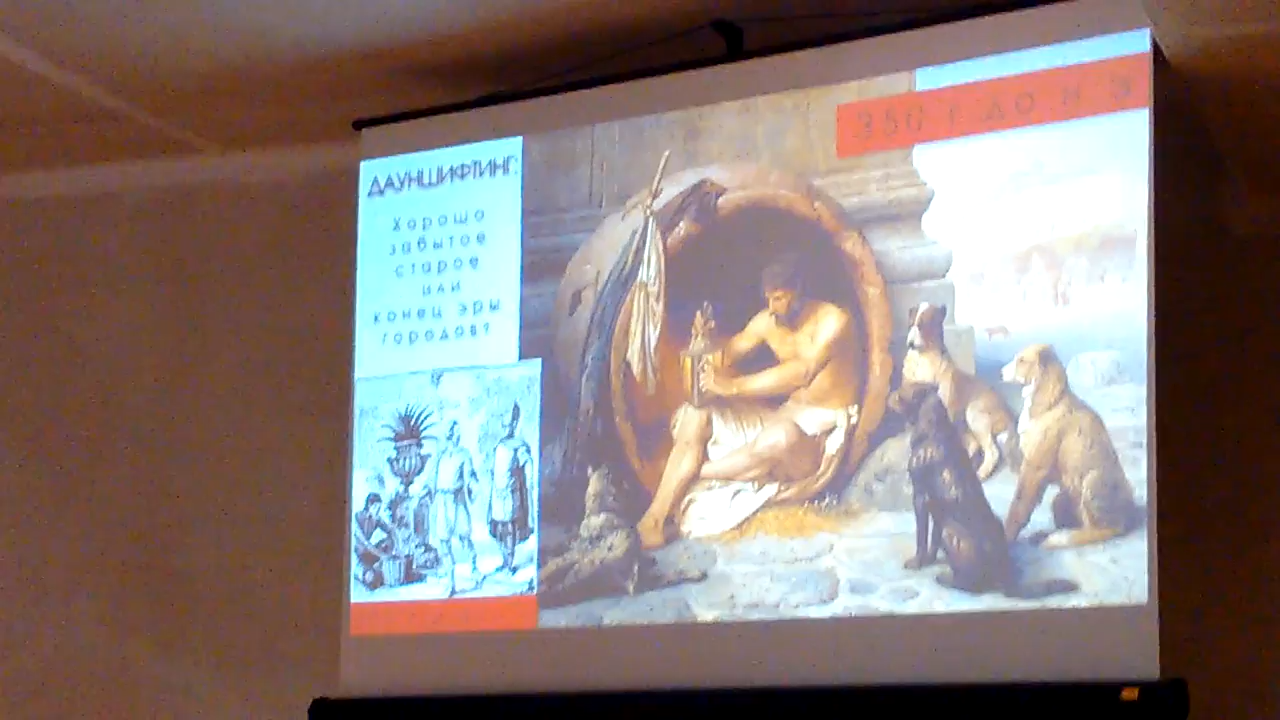 ДАУНШИФТИНГ:
Хорошо
забытое
старое
или
конец эры
городов?
350 г до н э